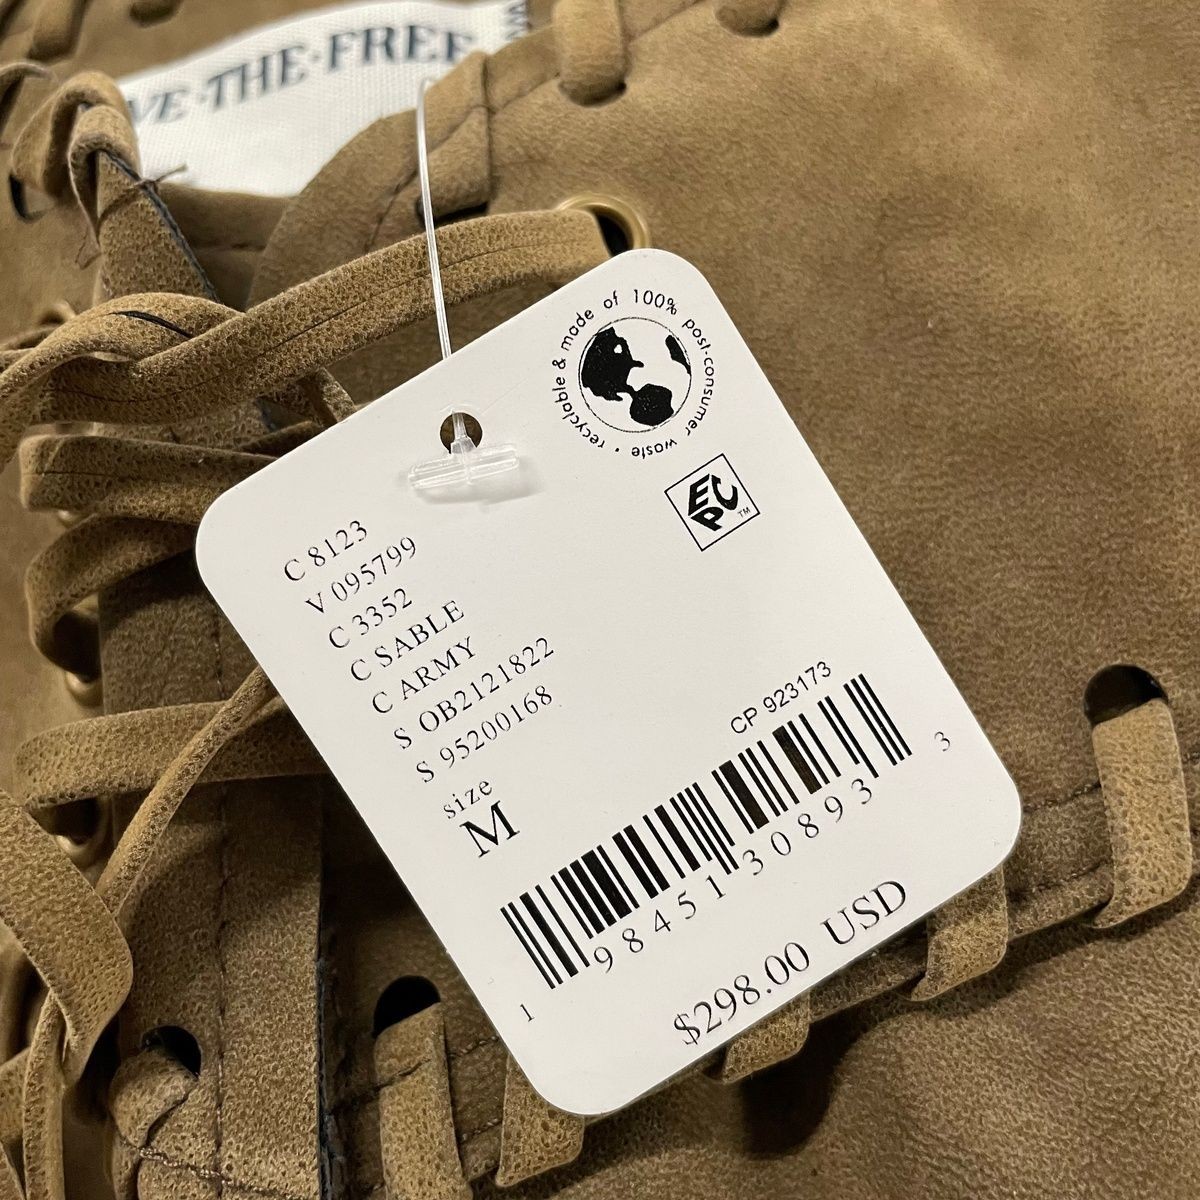 VE·THE·FREE
recyclable & made of 100% post-consumer waste •
EPC™
C 8123
V 095799
C 3352
C SABLE
C ARMY
S OB2121822
S 95200168
size
M
CP 923173
1 98451 30893 3
$298.00 USD